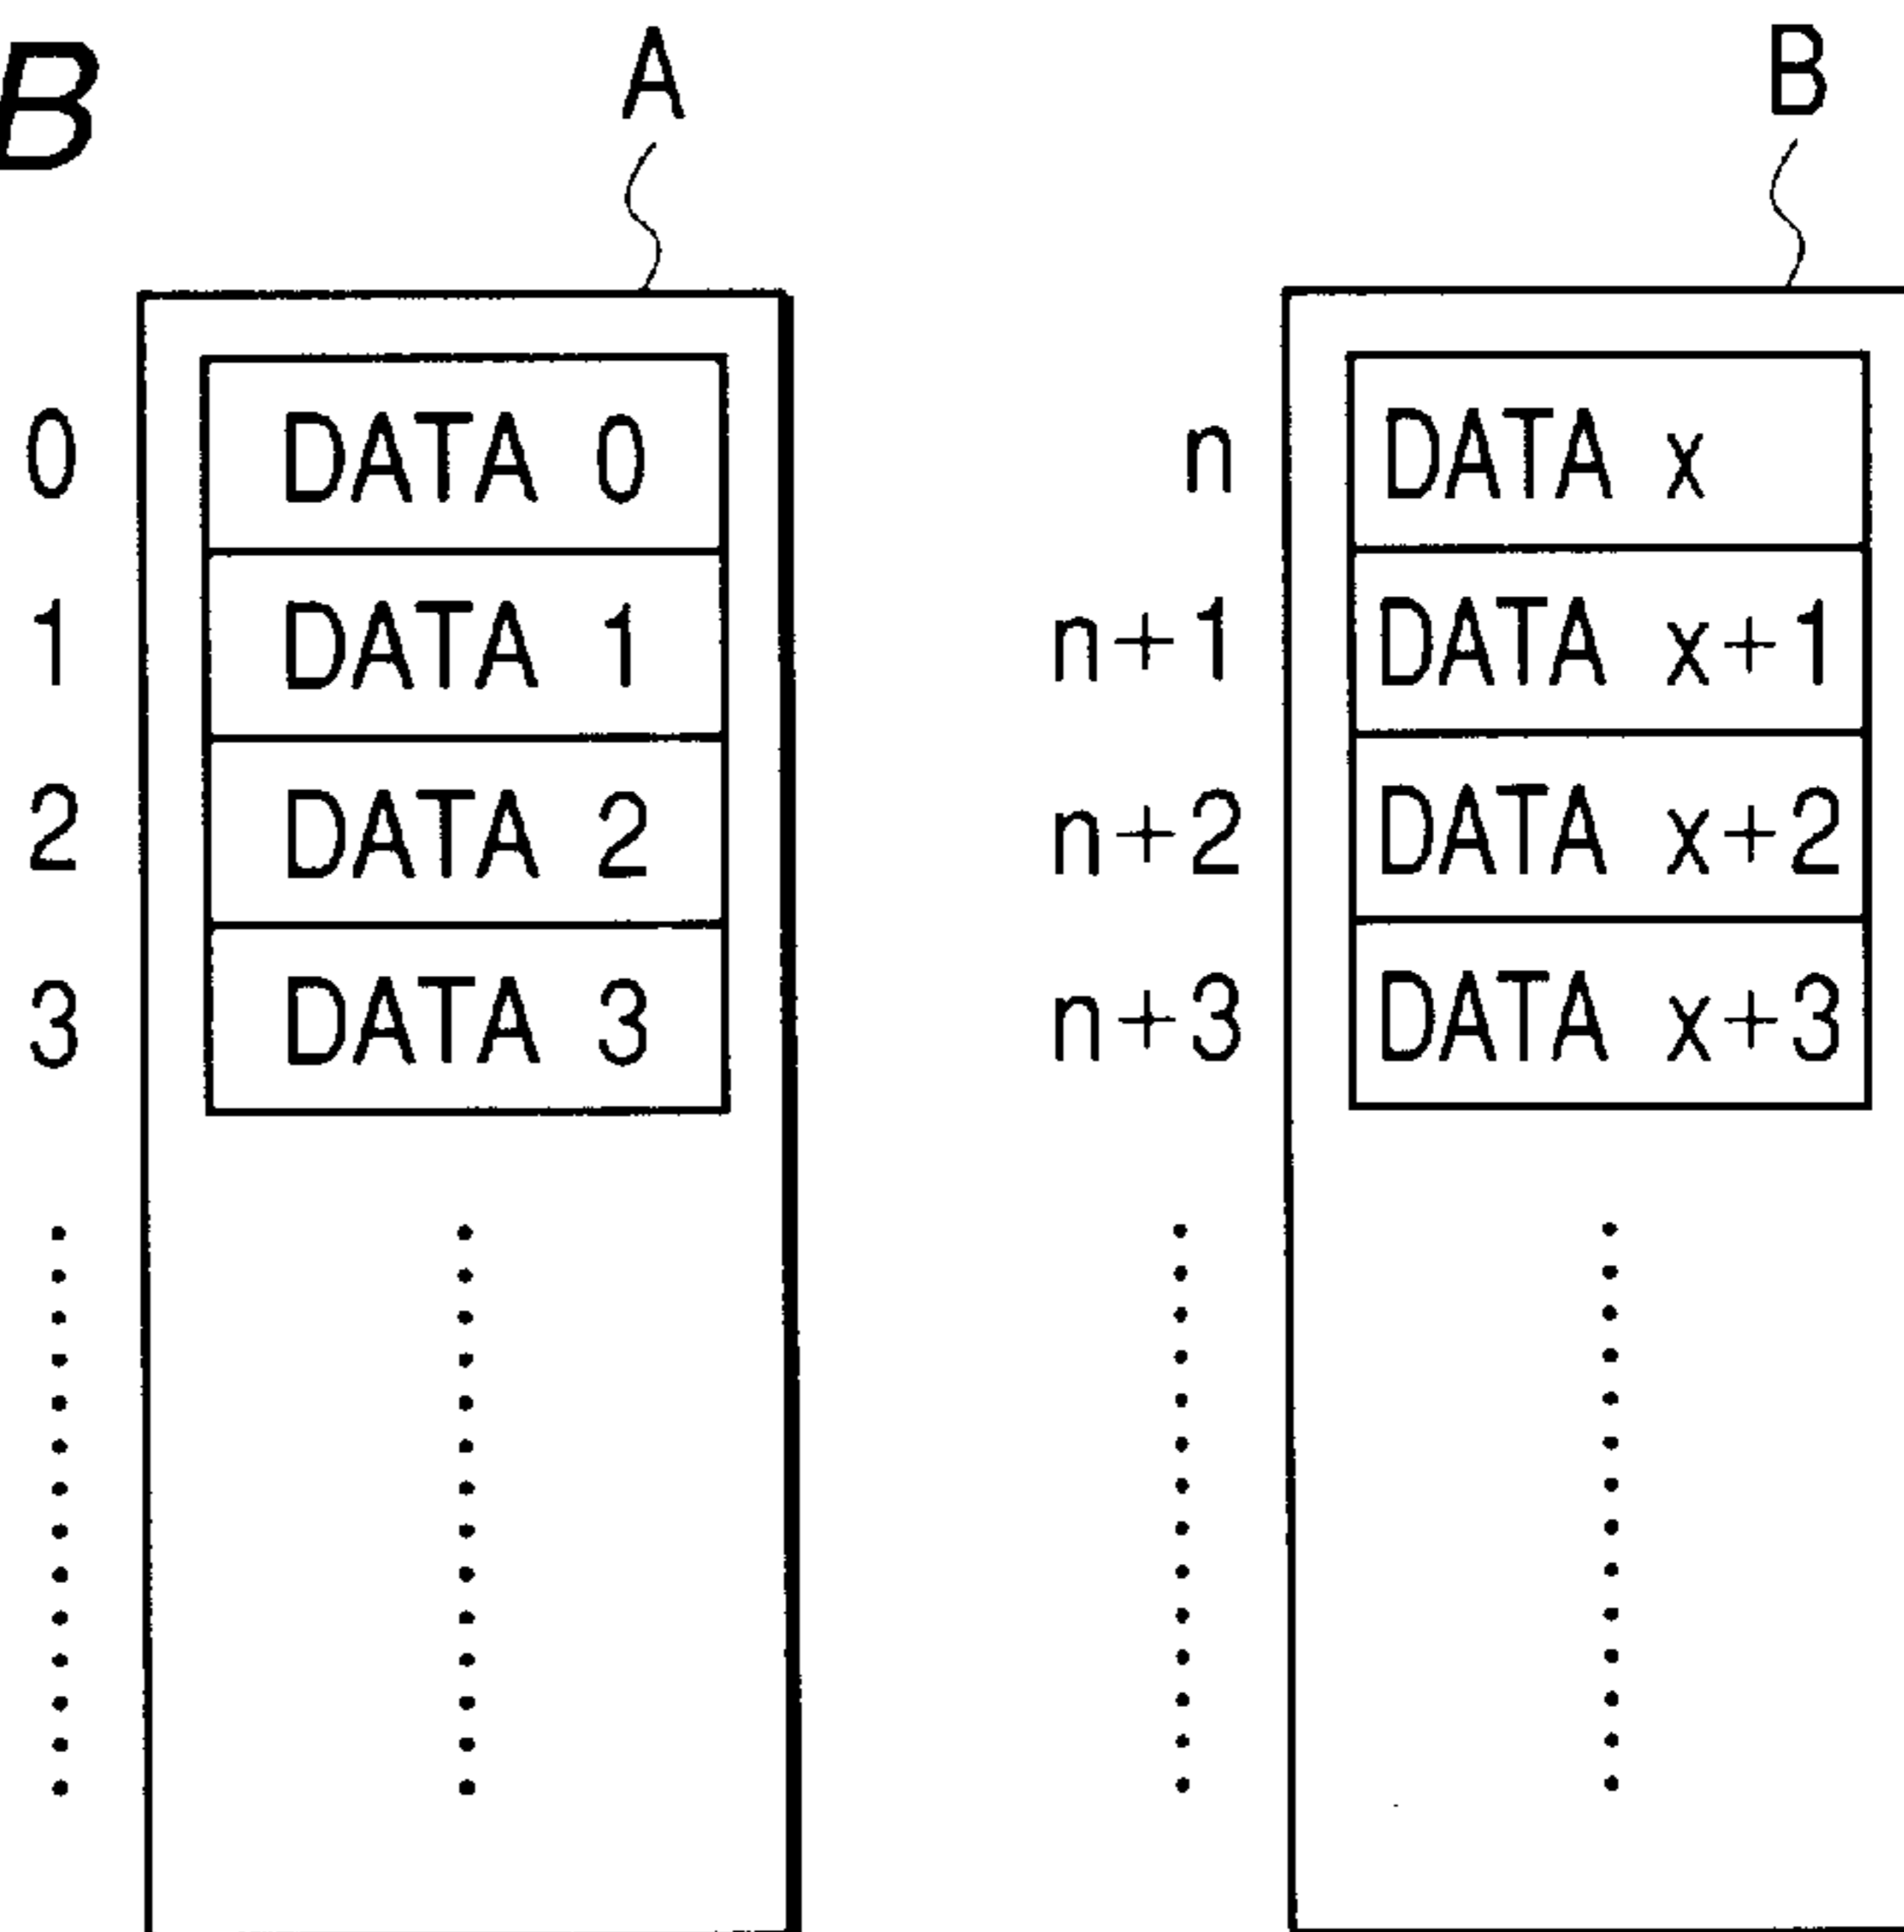 B
A
B
0 DATA 0
1 DATA 1
2 DATA 2
3 DATA 3
n DATA x
n+1 DATA x+1
n+2 DATA x+2
n+3 DATA x+3